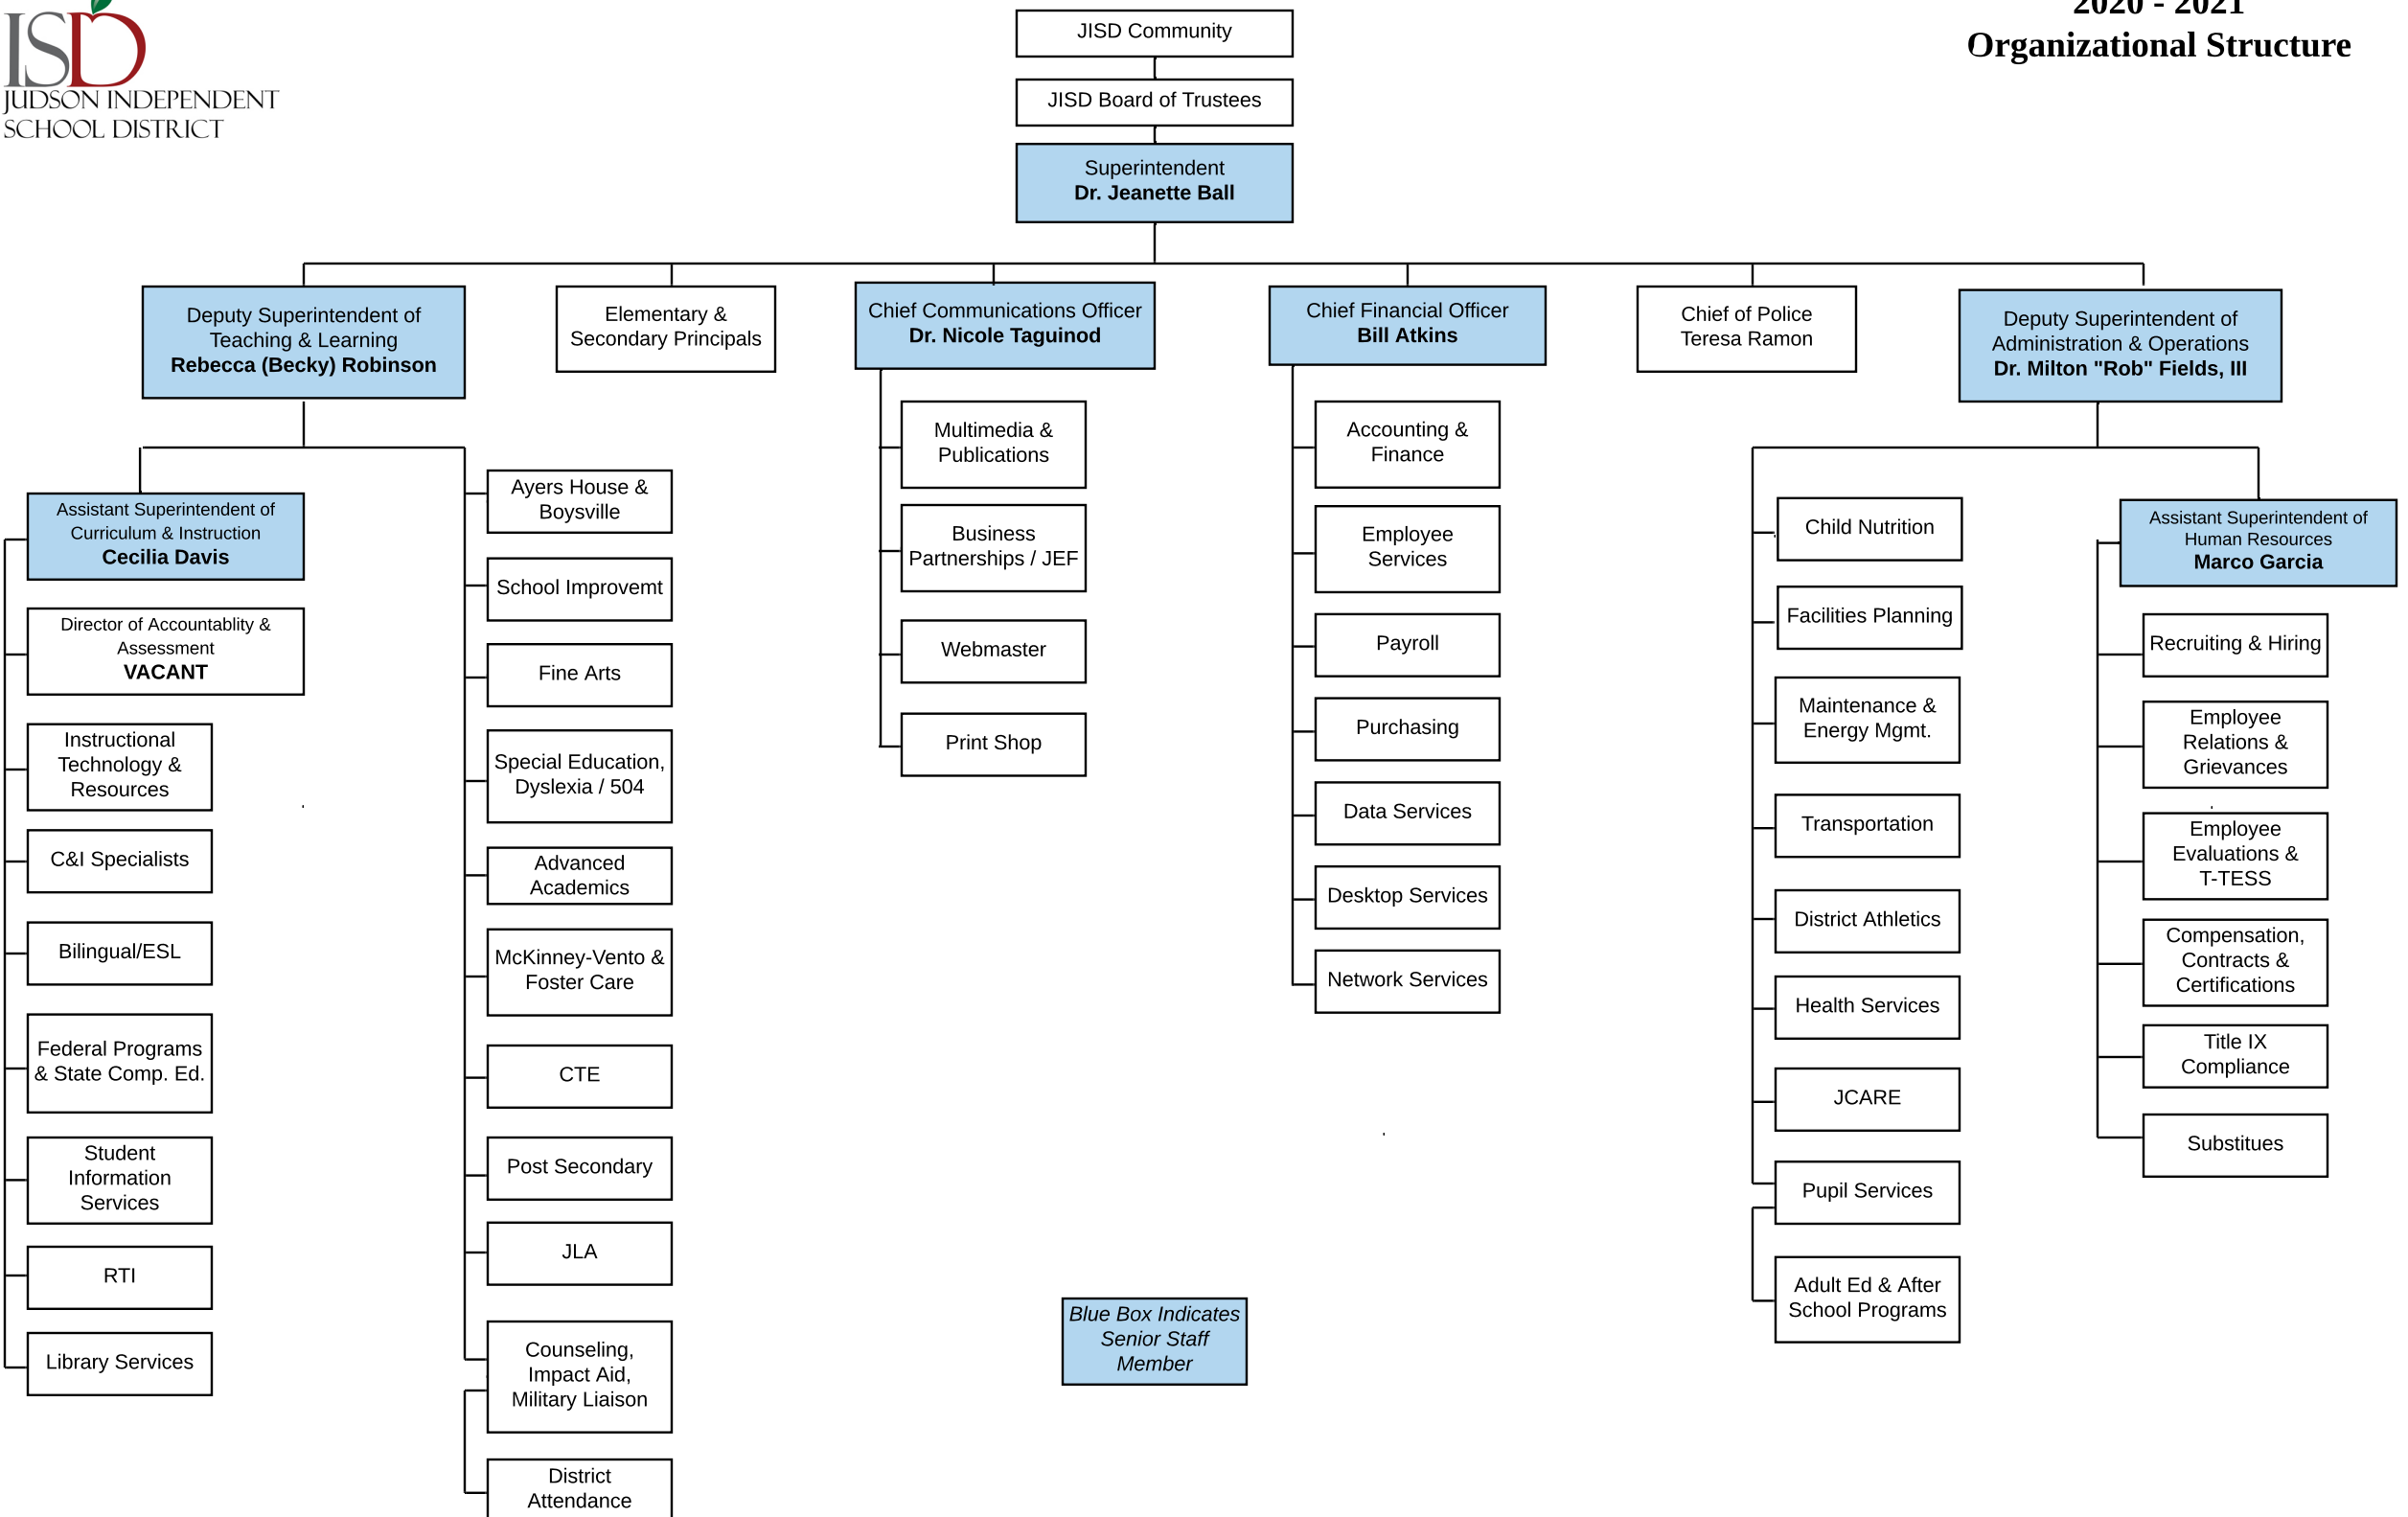 ISD
JUDSON INDEPENDENT
SCHOOL DISTRICT
2020 - 2021
Organizational Structure
JISD Community
JISD Board of Trustees
Superintendent
Dr. Jeanette Ball
Deputy Superintendent of
Teaching & Learning
Rebecca (Becky) Robinson
Elementary &
Secondary Principals
Chief Communications Officer
Dr. Nicole Taguinod
Chief Financial Officer
Bill Atkins
Chief of Police
Teresa Ramon
Deputy Superintendent of
Administration & Operations
Dr. Milton "Rob" Fields, III
Assistant Superintendent of
Curriculum & Instruction
Cecilia Davis
Director of Accountablity &
Assessment
VACANT
Instructional
Technology &
Resources
C&I Specialists
Bilingual/ESL
Federal Programs
& State Comp. Ed.
Student
Information
Services
RTI
Library Services
Ayers House &
Boysville
School Improvemt
Fine Arts
Special Education,
Dyslexia / 504
Advanced
Academics
McKinney-Vento &
Foster Care
CTE
Post Secondary
JLA
Counseling,
Impact Aid,
Military Liaison
District
Attendance
Multimedia &
Publications
Business
Partnerships / JEF
Webmaster
Print Shop
Accounting &
Finance
Employee
Services
Payroll
Purchasing
Data Services
Desktop Services
Network Services
Child Nutrition
Facilities Planning
Maintenance &
Energy Mgmt.
Transportation
District Athletics
Health Services
JCARE
Pupil Services
Adult Ed & After
School Programs
Assistant Superintendent of
Human Resources
Marco Garcia
Recruiting & Hiring
Employee
Relations &
Grievances
Employee
Evaluations &
T-TESS
Compensation,
Contracts &
Certifications
Title IX
Compliance
Substitues
Blue Box Indicates
Senior Staff
Member